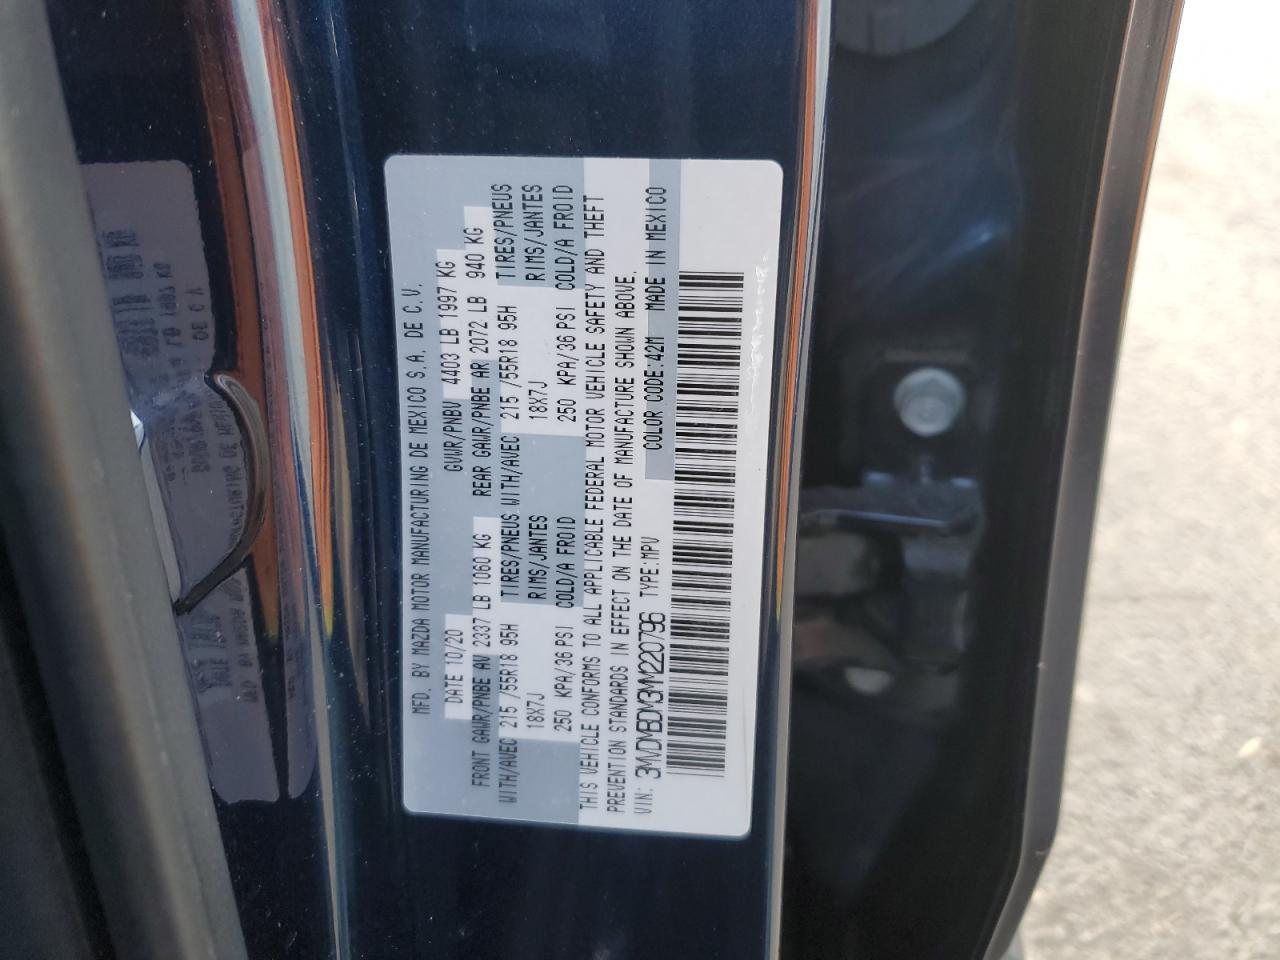 MFD. BY MAZDA MOTOR MANUFACTURING DE MEXICO S.A. DE C.V.
DATE 10/20 GVWR/PNBV 4403 LB 1997 KG
FRONT GAWR/PNBE AV 2337 LB 1060 KG REAR GAWR/PNBE AR 2072 LB 940 KG
WITH/AVEC 215 /55R18 95H TIRES/PNEUS WITH/AVEC 215 /55R18 95H TIRES/PNEUS
18X7J RIMS/JANTES 18X7J RIMS/JANTES
250 KPA/36 PSI COLD/A FROID 250 KPA/36 PSI COLD/A FROID
THIS VEHICLE CONFORMS TO ALL APPLICABLE FEDERAL MOTOR VEHICLE SAFETY AND THEFT
PREVENTION STANDARDS IN EFFECT ON THE DATE OF MANUFACTURE SHOWN ABOVE.
VIN: 3MVDMBDM3MM220796 TYPE:MPV COLOR CODE:42M MADE IN MEXICO